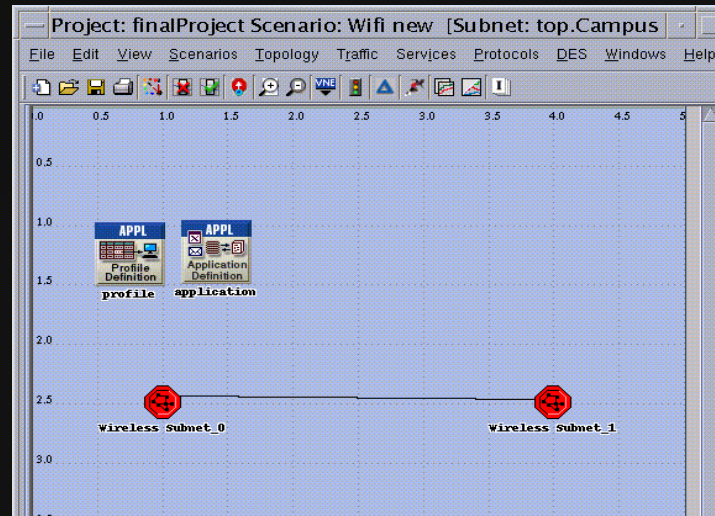 Project: finalProject Scenario: Wifi new [Subnet: top.Campus
File Edit View Scenarios Topology Traffic Services Protocols DES Windows Help
VNE
0.5 1.0 1.5 2.0 2.5 3.0 3.5 4.0 4.5 5
0.5
1.0
APPL
Profile
Definition
profile
APPL
Application
Definition
application
1.5
2.0
2.5
Wireless Subnet_0
Wireless Subnet_1
3.0